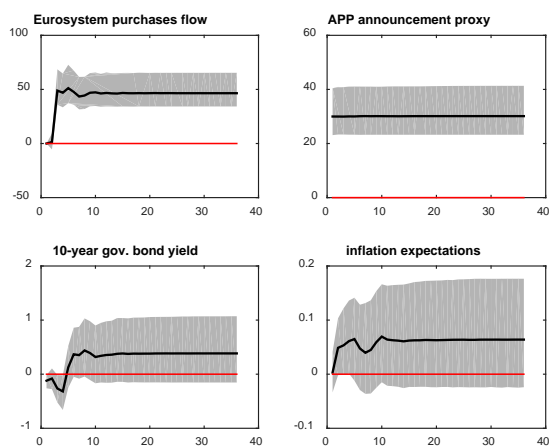 Eurosystem purchases flow
100
50
0
-50
0 10 20 30 40
APP announcement proxy
60
40
20
0
0 10 20 30 40
10-year gov. bond yield
2
1
0
-1
0 10 20 30 40
inflation expectations
0.2
0.1
0
-0.1
0 10 20 30 40